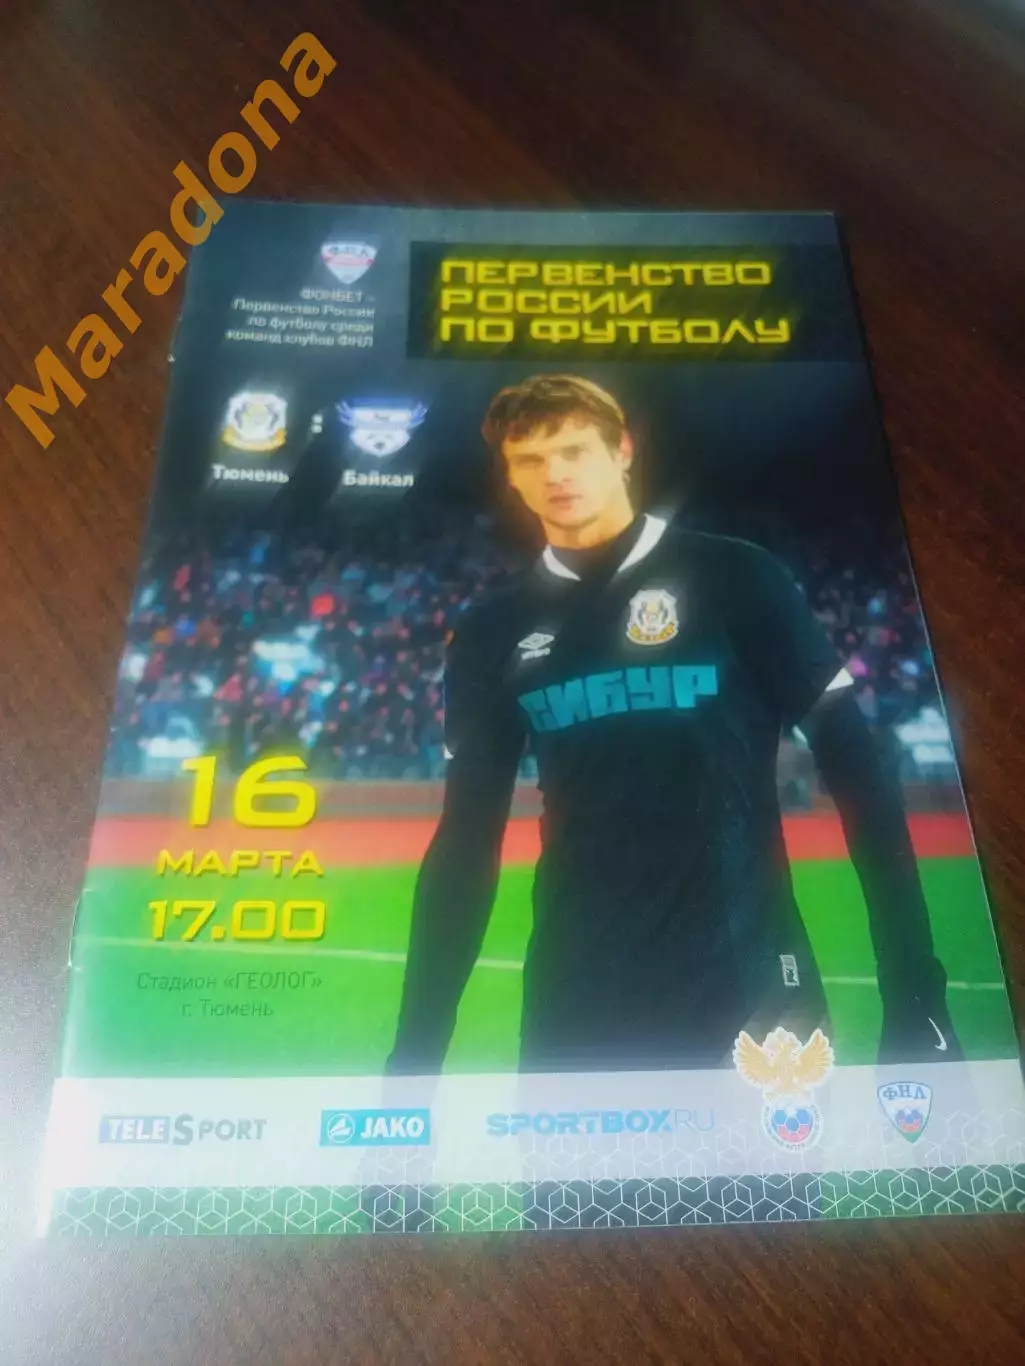 Maradona
ФОНБЕТ -
Первенство России
по футболу среди
команд клубов ФНЛ
ПЕРВЕНСТВО
РОССИИ
ПО ФУТБОЛУ
Тюмень : Байкал
СИБУР
16
МАРТА
17.00
Стадион «ГЕОЛОГ»
г. Тюмень
TELESPORT
JAKO
SPORTBOX.RU
ФНЛ